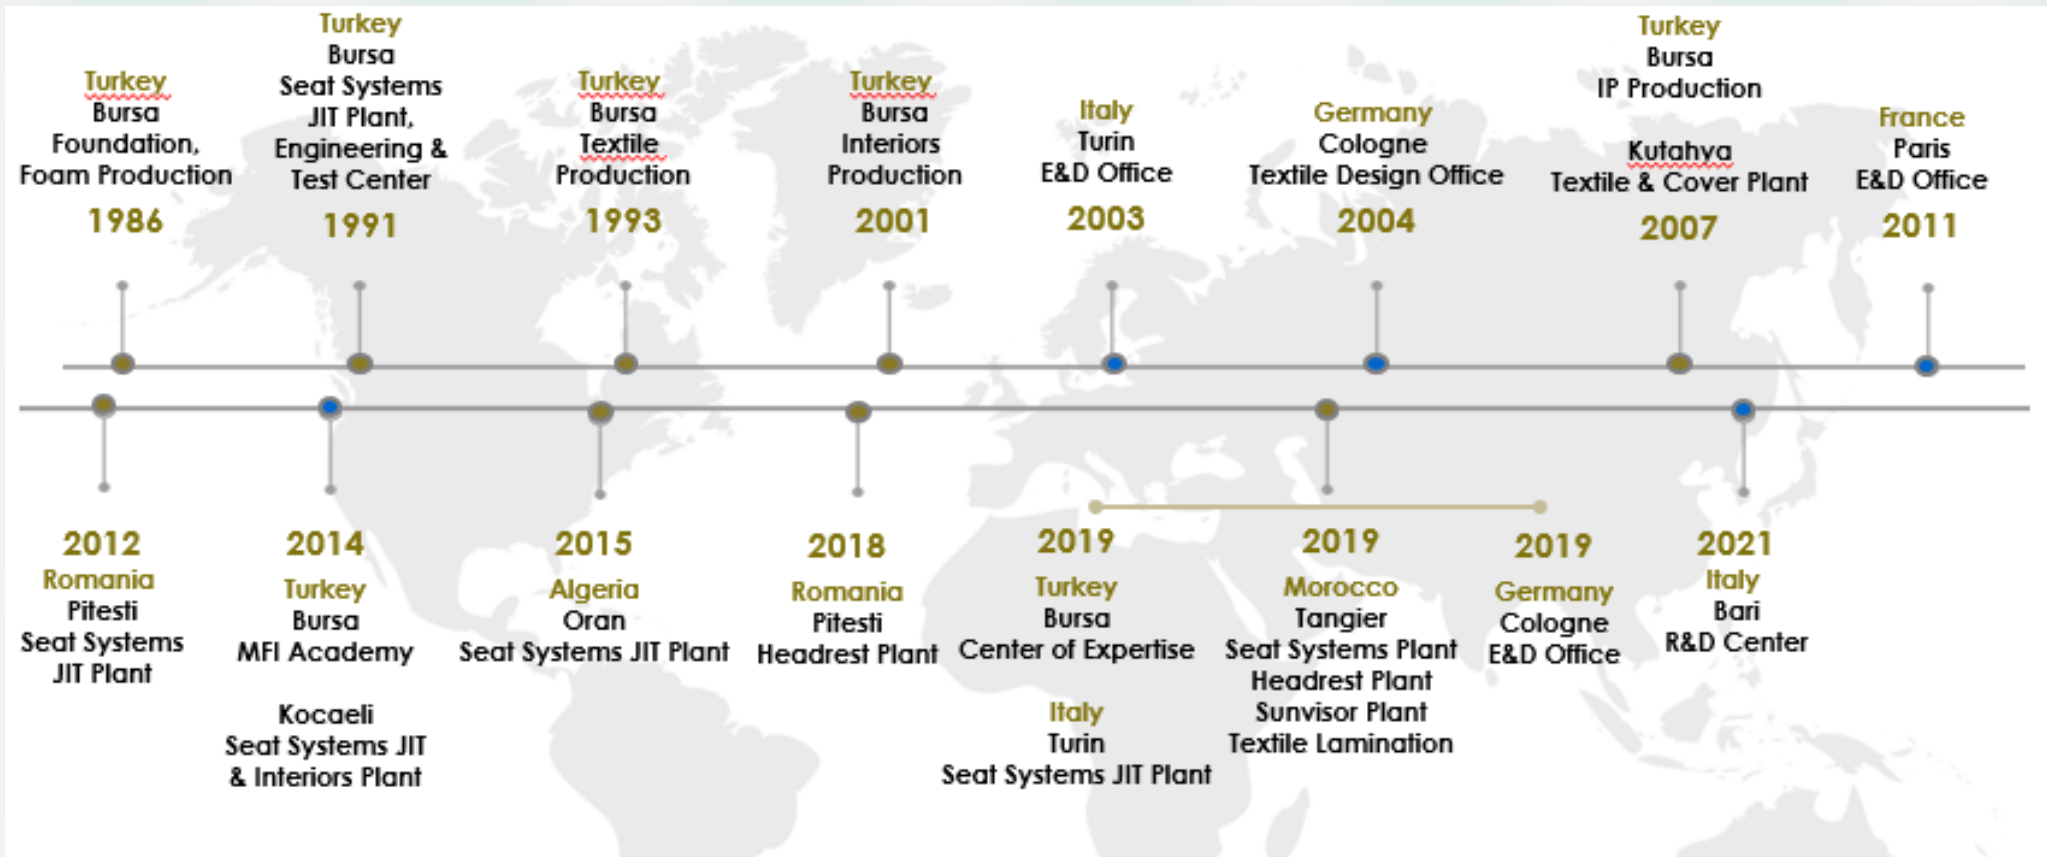 Turkey
Bursa
Foundation,
Foam Production
1986
Turkey
Bursa
Seat Systems
JIT Plant,
Engineering &
Test Center
1991
Turkey
Bursa
Textile
Production
1993
Turkey
Bursa
Interiors
Production
2001
Italy
Turin
E&D Office
2003
Germany
Cologne
Textile Design Office
2004
Turkey
Bursa
IP Production
Kutahva
Textile & Cover Plant
2007
France
Paris
E&D Office
2011
2012
Romania
Pitesti
Seat Systems
JIT Plant
2014
Turkey
Bursa
MFI Academy
Kocaeli
Seat Systems JIT
& Interiors Plant
2015
Algeria
Oran
Seat Systems JIT Plant
2018
Romania
Pitesti
Headrest Plant
2019
Turkey
Bursa
Center of Expertise
Italy
Turin
Seat Systems JIT Plant
2019
Morocco
Tangier
Seat Systems Plant
Headrest Plant
Sunvisor Plant
Textile Lamination
2019
Germany
Cologne
E&D Office
2021
Italy
Bari
R&D Center